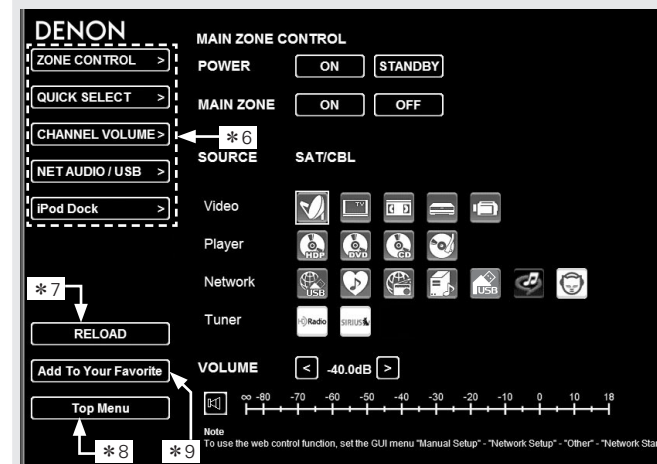 DENON
ZONE CONTROL >
QUICK SELECT >
CHANNEL VOLUME >
NET AUDIO / USB >
iPod Dock >
*6
*7
RELOAD
Add To Your Favorite
Top Menu
*8
*9
MAIN ZONE CONTROL
POWER ON STANDBY
MAIN ZONE ON OFF
SOURCE SAT/CBL
Video TV
Player HDP DVD CD
Network USB USB
Tuner HD Radio SIRIUS
VOLUME < -40.0dB >
∞ -80 -70 -60 -50 -40 -30 -20 -10 0 10 18
Note
To use the web control function, set the GUI menu "Manual Setup" - "Network Setup" - "Other" - "Network Stan